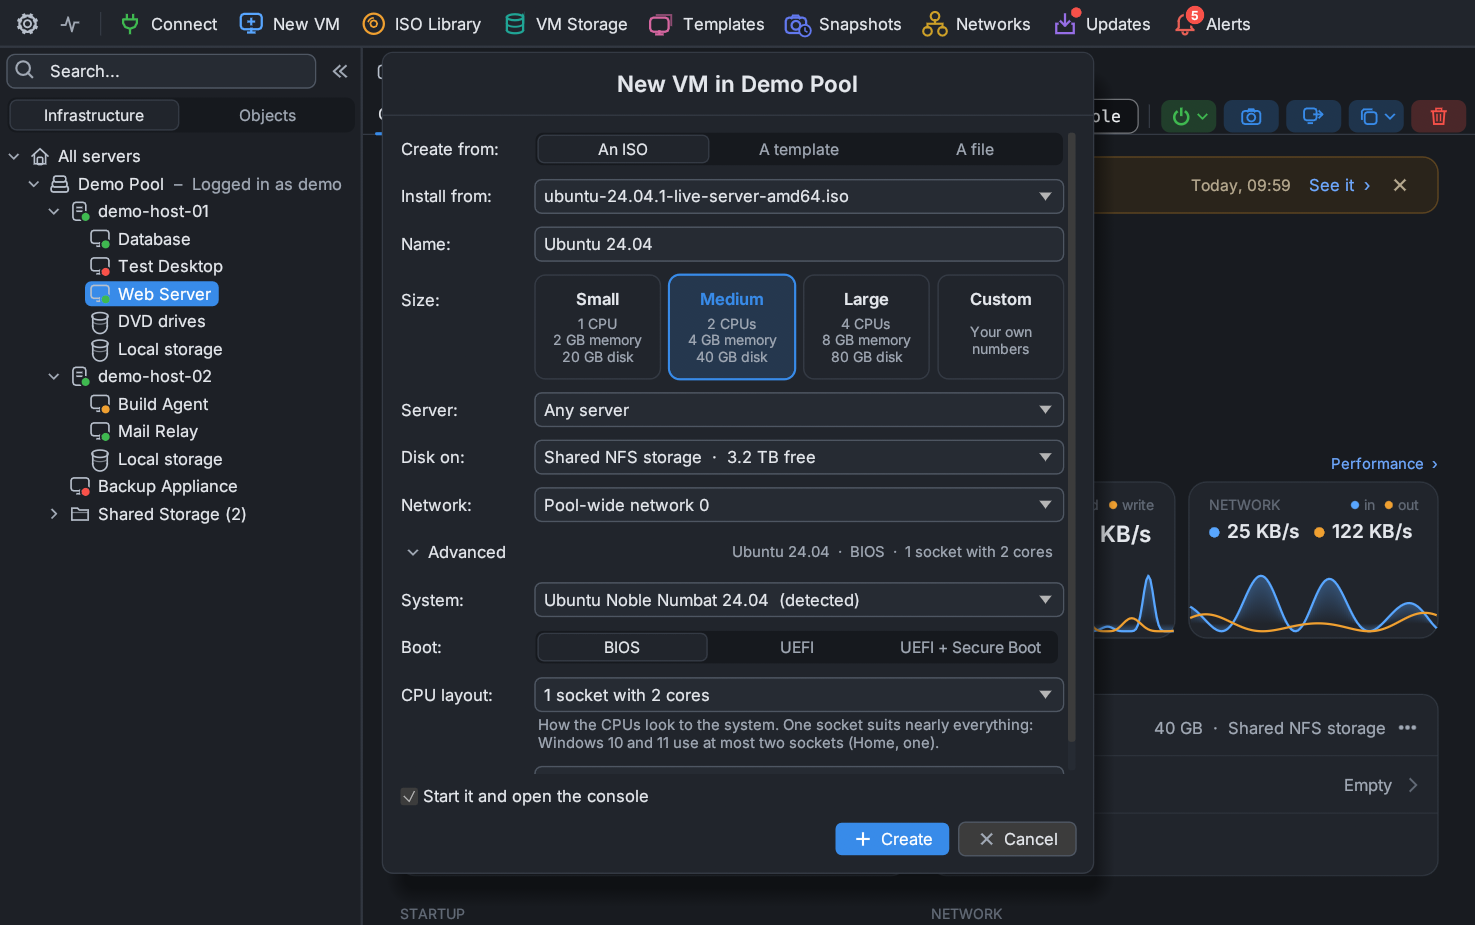 Connect
New VM
ISO Library
VM Storage
Templates
Snapshots
Networks
Updates
5
Alerts
Search...
Infrastructure
Objects
All servers
Demo Pool – Logged in as demo
demo-host-01
Database
Test Desktop
Web Server
DVD drives
Local storage
demo-host-02
Build Agent
Mail Relay
Local storage
Backup Appliance
Shared Storage (2)
New VM in Demo Pool
Create from:
An ISO
A template
A file
Install from:
ubuntu-24.04.1-live-server-amd64.iso
Name:
Ubuntu 24.04
Size:
Small
1 CPU
2 GB memory
20 GB disk
Medium
2 CPUs
4 GB memory
40 GB disk
Large
4 CPUs
8 GB memory
80 GB disk
Custom
Your own
numbers
Server:
Any server
Disk on:
Shared NFS storage · 3.2 TB free
Network:
Pool-wide network 0
Advanced
Ubuntu 24.04 · BIOS · 1 socket with 2 cores
System:
Ubuntu Noble Numbat 24.04 (detected)
Boot:
BIOS
UEFI
UEFI + Secure Boot
CPU layout:
1 socket with 2 cores
How the CPUs look to the system. One socket suits nearly everything:
Windows 10 and 11 use at most two sockets (Home, one).
Start it and open the console
Create
Cancel
Today, 09:59
See it ›
Performance ›
write
KB/s
NETWORK
in
out
25 KB/s
122 KB/s
40 GB · Shared NFS storage
Empty
STARTUP
NETWORK